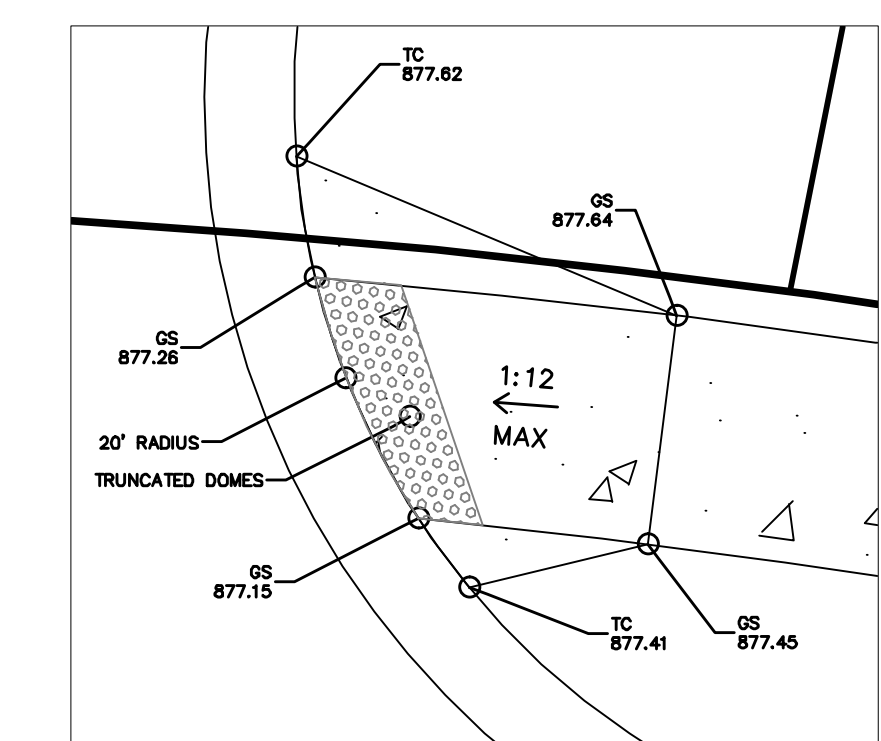 TC
877.62
GS
877.64
GS
877.26
1:12
MAX
20' RADIUS
TRUNCATED DOMES
GS
877.15
TC
877.41
GS
877.45